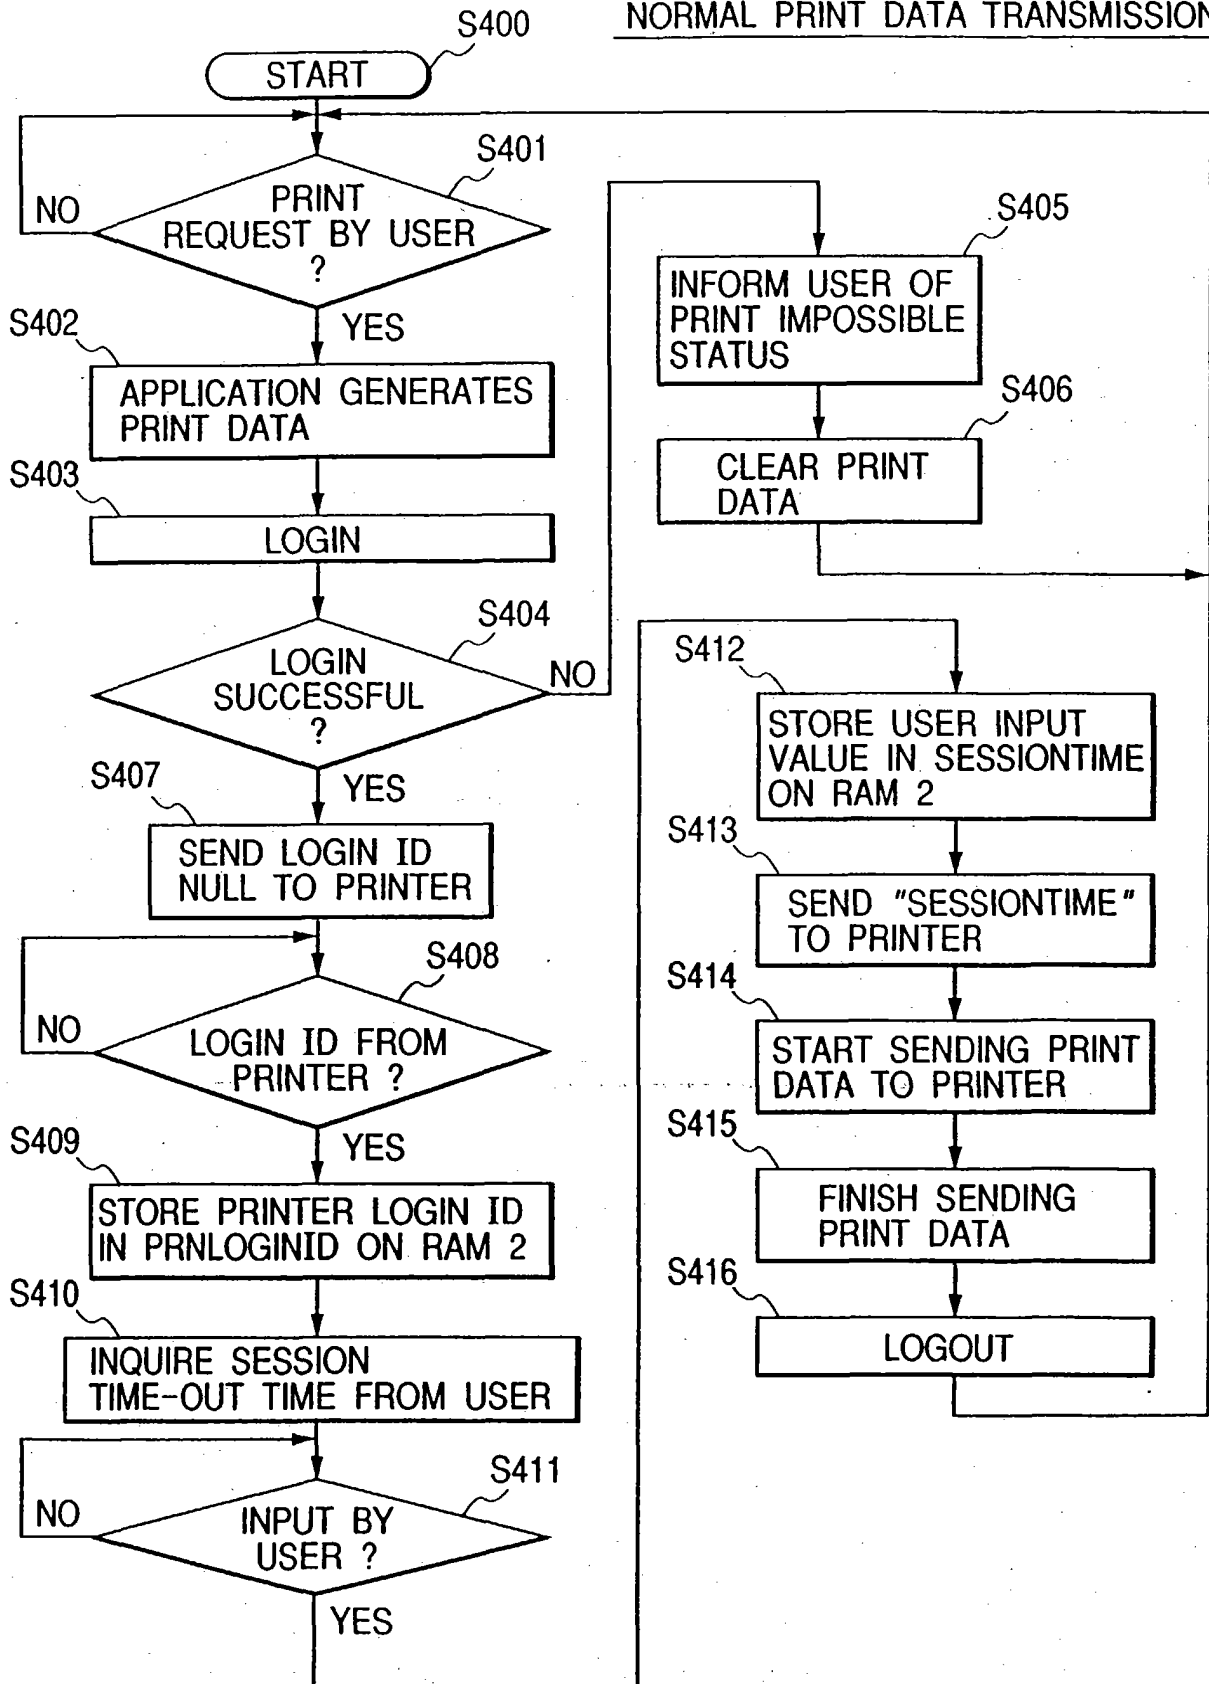 NORMAL PRINT DATA TRANSMISSION
S400
START
S401
NO
PRINT
REQUEST BY USER
?
YES
S402
APPLICATION GENERATES
PRINT DATA
S403
LOGIN
S404
LOGIN
SUCCESSFUL
?
NO
YES
S405
INFORM USER OF
PRINT IMPOSSIBLE
STATUS
S406
CLEAR PRINT
DATA
S407
SEND LOGIN ID
NULL TO PRINTER
S408
NO
LOGIN ID FROM
PRINTER ?
YES
S409
STORE PRINTER LOGIN ID
IN PRNLOGINID ON RAM 2
S410
INQUIRE SESSION
TIME-OUT TIME FROM USER
S411
NO
INPUT BY
USER ?
YES
S412
STORE USER INPUT
VALUE IN SESSIONTIME
ON RAM 2
S413
SEND "SESSIONTIME"
TO PRINTER
S414
START SENDING PRINT
DATA TO PRINTER
S415
FINISH SENDING
PRINT DATA
S416
LOGOUT